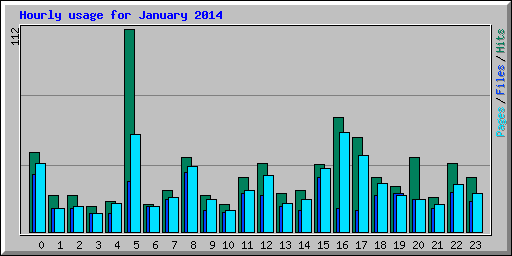 Hourly usage for January 2014
112
Pages/Files/Hits
0 1 2 3 4 5 6 7 8 9 10 11 12 13 14 15 16 17 18 19 20 21 22 23